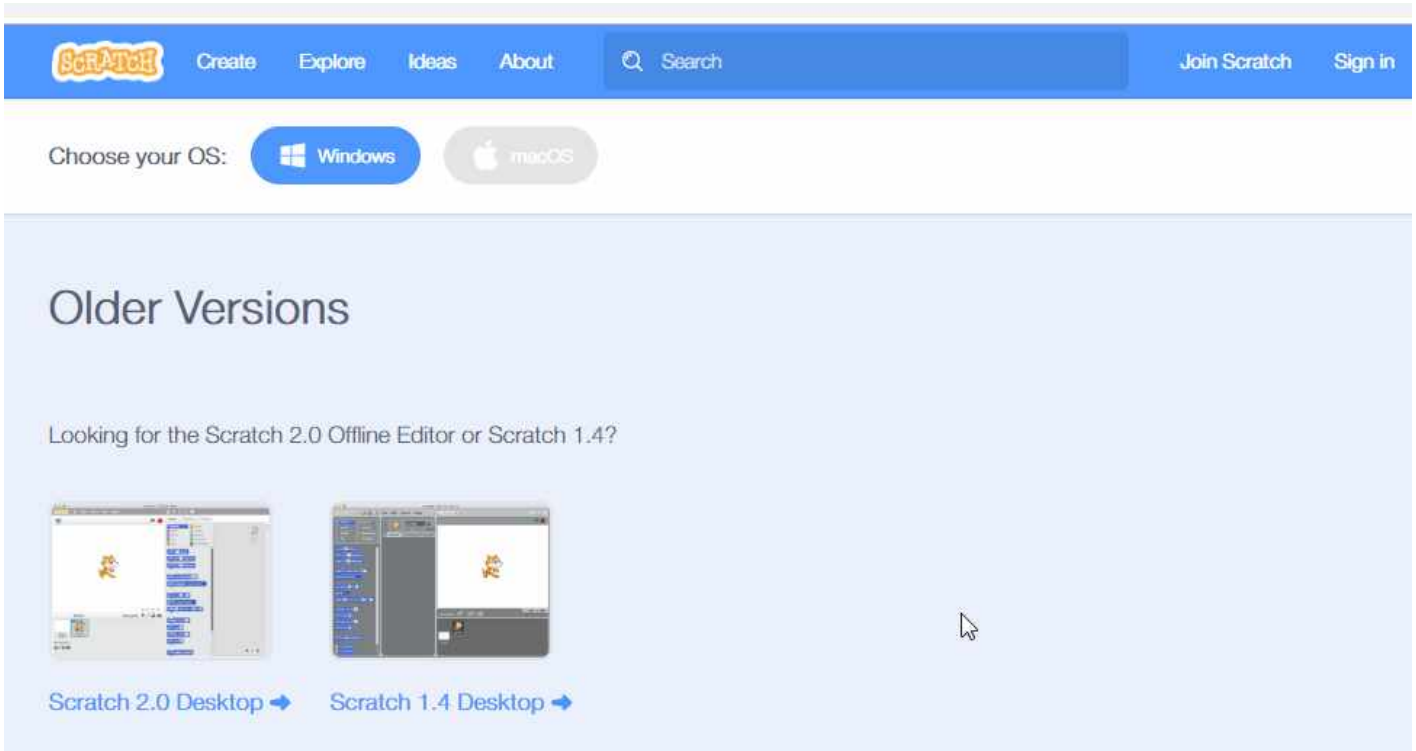 SCRATCH Create Explore Ideas About Search Join Scratch Sign in
Choose your OS: Windows macOS
Older Versions
Looking for the Scratch 2.0 Offline Editor or Scratch 1.4?
Scratch 2.0 Desktop Scratch 1.4 Desktop